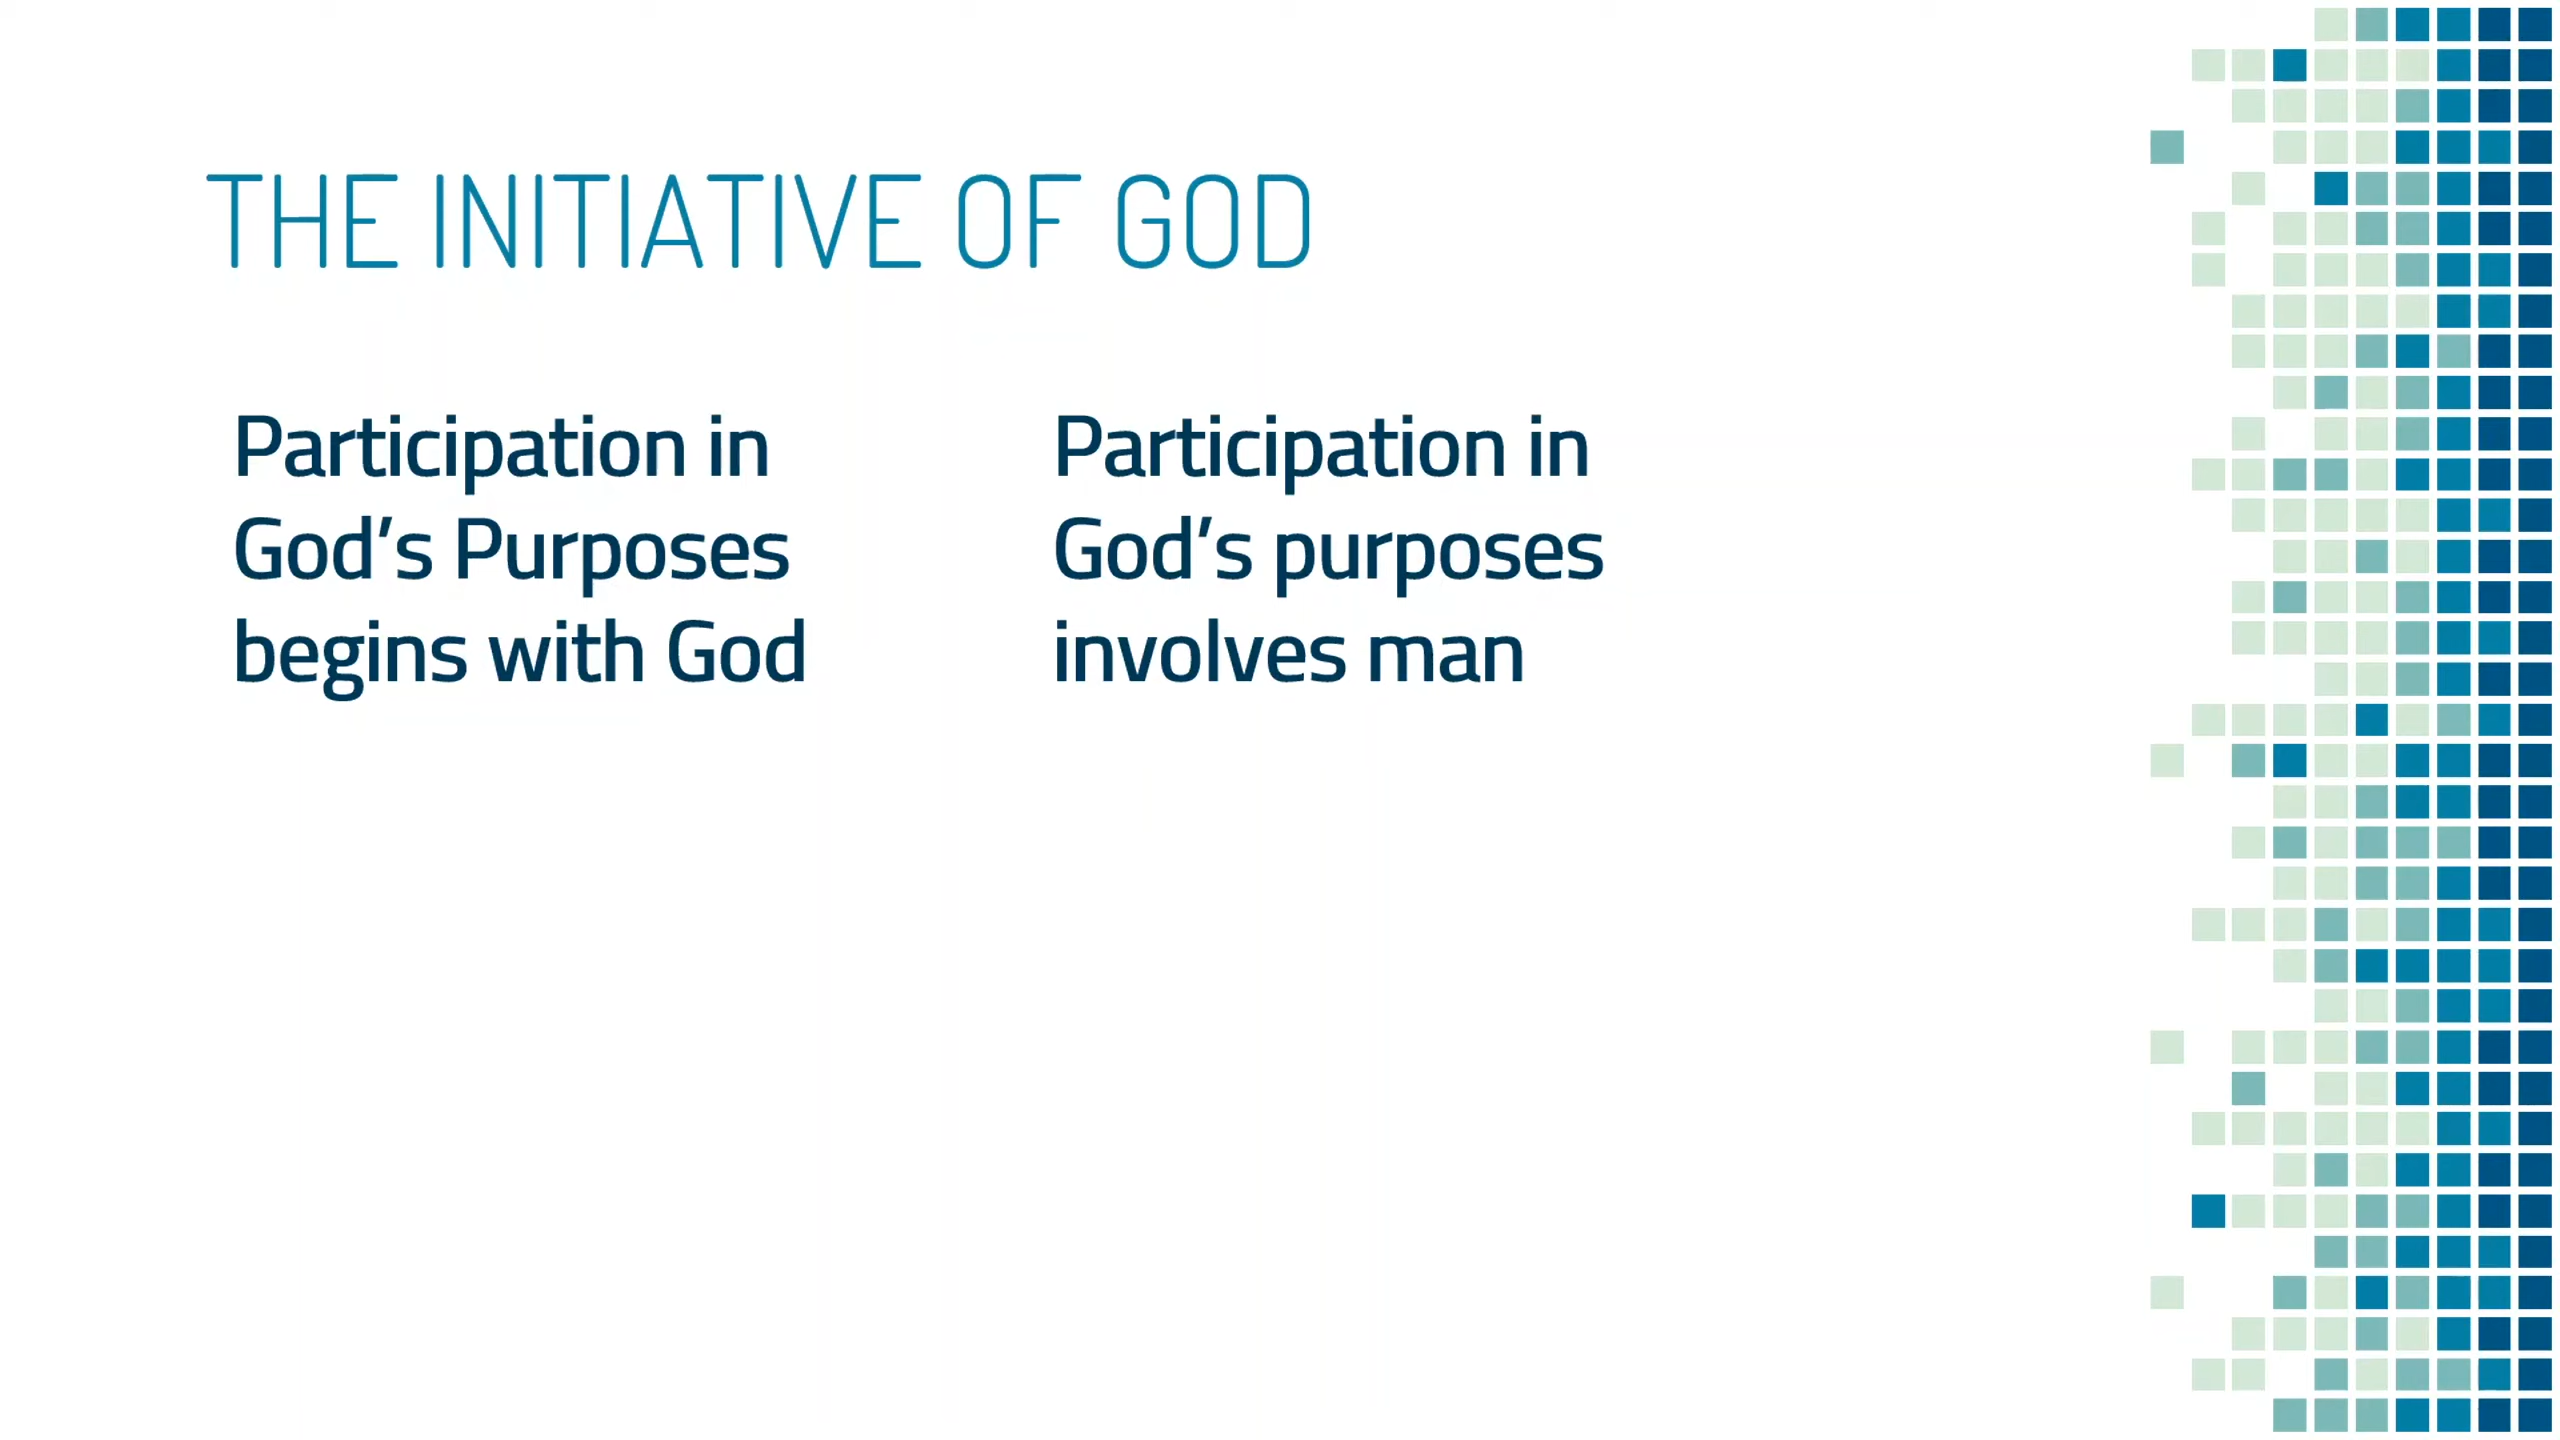 THE INITIATIVE OF GOD
Participation in
God’s Purposes
begins with God
Participation in
God’s purposes
involves man